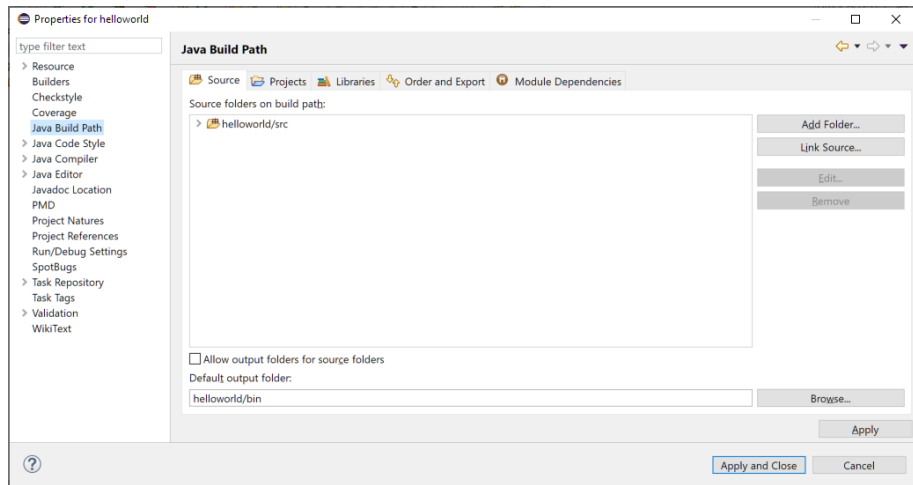 Properties for helloworld
type filter text
Resource
Builders
Checkstyle
Coverage
Java Build Path
Java Code Style
Java Compiler
Java Editor
Javadoc Location
PMD
Project Natures
Project References
Run/Debug Settings
SpotBugs
Task Repository
Task Tags
Validation
WikiText
Java Build Path
Source Projects Libraries Order and Export Module Dependencies
Source folders on build path:
helloworld/src
Add Folder...
Link Source...
Edit...
Remove
Allow output folders for source folders
Default output folder:
helloworld/bin
Browse...
Apply
Apply and Close Cancel